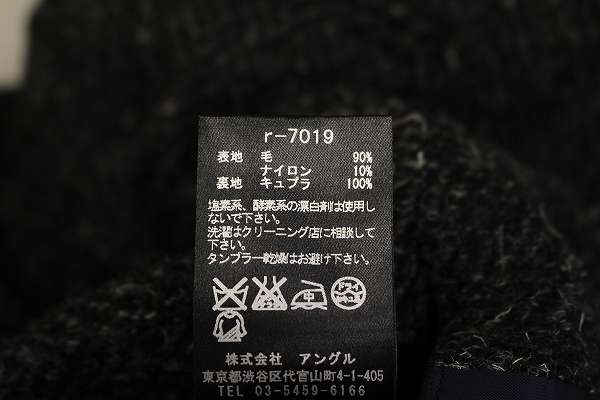 r-7019
表地 毛 90%
ナイロン 10%
裏地 キュプラ 100%
塩素系、酵素系の漂白剤は使用し
ないで下さい。
洗濯はクリーニング店に相談して
下さい。
タンブラー乾燥はお避け下さい。
ドライ
株式会社 アングル
東京都渋谷区代官山町4-1-405
TEL 03-5459-6166